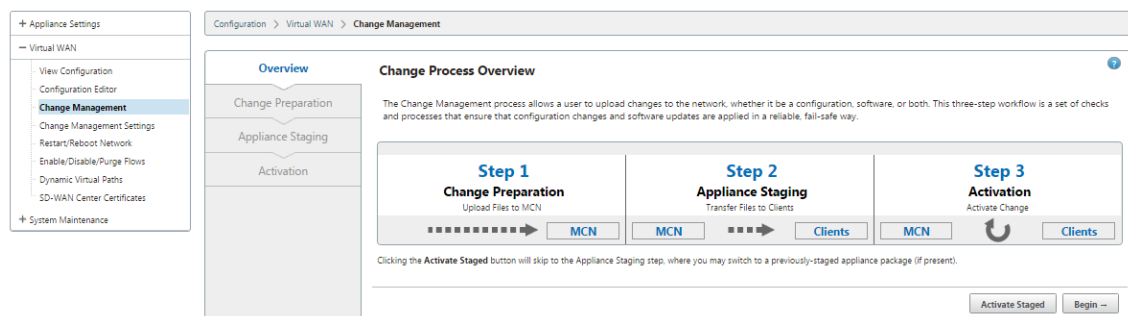 + Appliance Settings
− Virtual WAN
View Configuration
Configuration Editor
Change Management
Change Management Settings
Restart/Reboot Network
Enable/Disable/Purge Flows
Dynamic Virtual Paths
SD-WAN Center Certificates
+ System Maintenance
Configuration > Virtual WAN > Change Management
Overview
Change Preparation
Appliance Staging
Activation
Change Process Overview
?
The Change Management process allows a user to upload changes to the network, whether it be a configuration, software, or both. This three-step workflow is a set of checks
and processes that ensure that configuration changes and software updates are applied in a reliable, fail-safe way.
Step 1
Change Preparation
Upload Files to MCN
MCN
Step 2
Appliance Staging
Transfer Files to Clients
MCN Clients
Step 3
Activation
Activate Change
MCN Clients
Clicking the Activate Staged button will skip to the Appliance Staging step, where you may switch to a previously-staged appliance package (if present).
Activate Staged Begin →